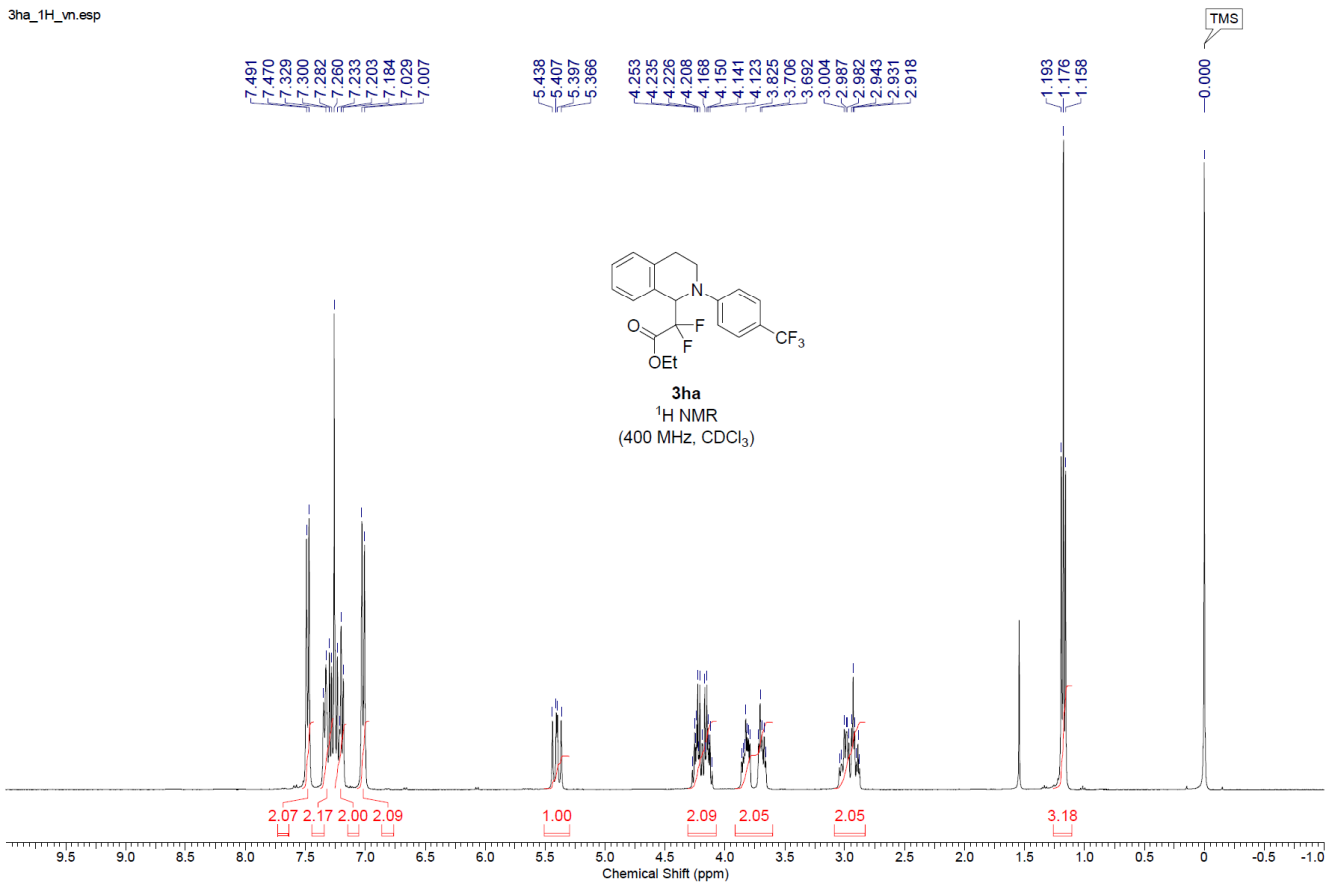 3ha_1H_vn.esp
TMS
7.491
7.470
7.329
7.300
7.282
7.260
7.233
7.203
7.184
7.029
7.007
5.438
5.407
5.397
5.366
4.253
4.235
4.226
4.208
4.168
4.150
4.141
4.123
3.825
3.706
3.692
3.004
2.987
2.982
2.943
2.931
2.918
1.193
1.176
1.158
0.000
N
O
F
F
OEt
CF3
3ha
1H NMR
(400 MHz, CDCl3)
2.07 2.17 2.00 2.09 1.00 2.09 2.05 2.05 3.18
9.5 9.0 8.5 8.0 7.5 7.0 6.5 6.0 5.5 5.0 4.5 4.0 3.5 3.0 2.5 2.0 1.5 1.0 0.5 0 -0.5 -1.0
Chemical Shift (ppm)